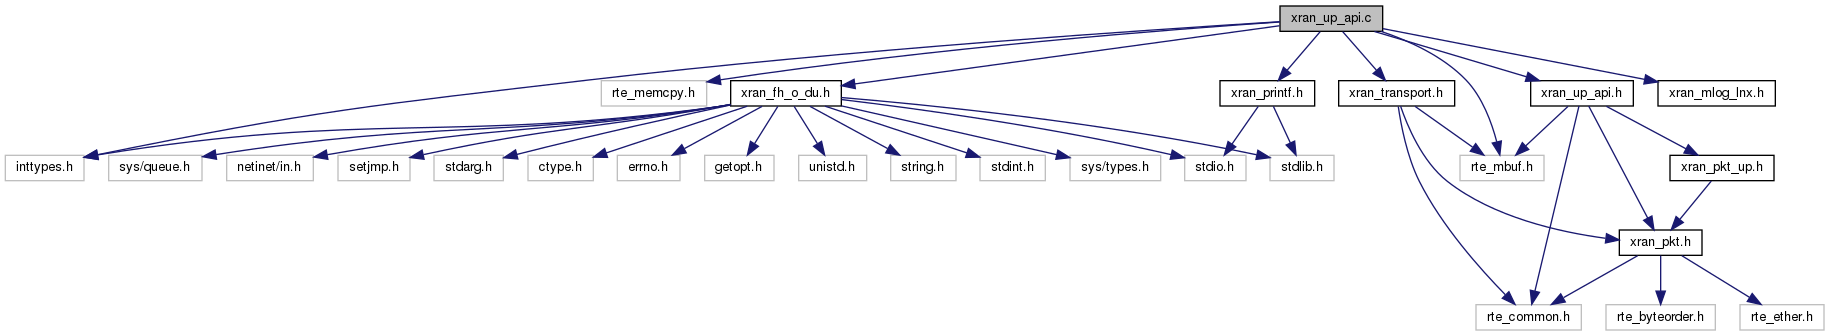 xran_up_api.c
rte_memcpy.h
xran_fh_o_du.h
xran_printf.h
xran_transport.h
xran_up_api.h
xran_mlog_lnx.h
inttypes.h
sys/queue.h
netinet/in.h
setjmp.h
stdarg.h
ctype.h
errno.h
getopt.h
unistd.h
string.h
stdint.h
sys/types.h
stdio.h
stdlib.h
rte_mbuf.h
xran_pkt_up.h
xran_pkt.h
rte_common.h
rte_byteorder.h
rte_ether.h